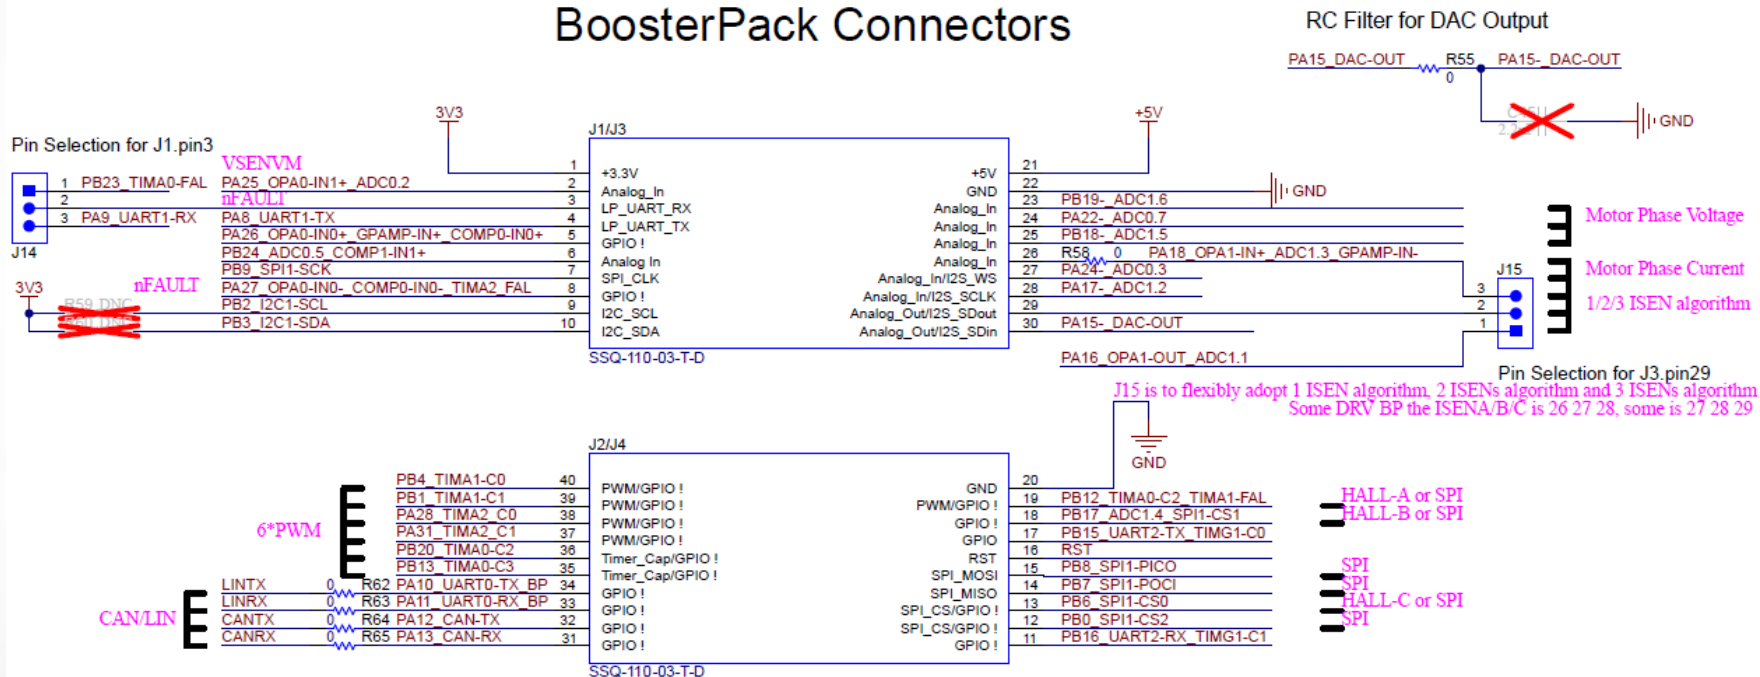 BoosterPack Connectors
RC Filter for DAC Output
PA15_DAC-OUT R55 PA15-_DAC-OUT
0
GND
Pin Selection for J1.pin3
1 PB23_TIMA0-FAL
2
3 PA9_UART1-RX
J14
3V3
+5V
J1/J3
VSENVM
1 +3.3V +5V 21
PA25_OPA0-IN1+_ADC0.2 2 Analog_In GND 22 GND
nFAULT 3 LP_UART_RX Analog_In 23 PB19-_ADC1.6
PA8_UART1-TX 4 LP_UART_TX Analog_In 24 PA22-_ADC0.7
PA26_OPA0-IN0+_GPAMP-IN+_COMP0-IN0+ 5 GPIO ! Analog_In 25 PB18-_ADC1.5
PB24_ADC0.5_COMP1-IN1+ 6 Analog In Analog_In 26 R58 0 PA18_OPA1-IN+_ADC1.3_GPAMP-IN-
PB9_SPI1-SCK 7 SPI_CLK Analog_In/I2S_WS 27 PA24-_ADC0.3
nFAULT PA27_OPA0-IN0-_COMP0-IN0-_TIMA2_FAL 8 GPIO ! Analog_In/I2S_SCLK 28 PA17-_ADC1.2
3V3 R59 DNC PB2_I2C1-SCL 9 I2C_SCL Analog_Out/I2S_SDout 29
PB3_I2C1-SDA 10 I2C_SDA Analog_Out/I2S_SDin 30 PA15-_DAC-OUT
SSQ-110-03-T-D
PA16_OPA1-OUT_ADC1.1
Motor Phase Voltage
Motor Phase Current
1/2/3 ISEN algorithm
J15
3
2
1
Pin Selection for J3.pin29
J15 is to flexibly adopt 1 ISEN algorithm, 2 ISENs algorithm and 3 ISENs algorithm
Some DRV BP the ISENA/B/C is 26 27 28, some is 27 28 29
GND
J2/J4
PB4_TIMA1-C0 40 PWM/GPIO ! GND 20
PB1_TIMA1-C1 39 PWM/GPIO ! PWM/GPIO ! 19 PB12_TIMA0-C2_TIMA1-FAL HALL-A or SPI
PA28_TIMA2_C0 38 PWM/GPIO ! GPIO ! 18 PB17_ADC1.4_SPI1-CS1 HALL-B or SPI
6*PWM PA31_TIMA2_C1 37 PWM/GPIO ! GPIO 17 PB15_UART2-TX_TIMG1-C0
PB20_TIMA0-C2 36 Timer_Cap/GPIO ! RST 16 RST
PB13_TIMA0-C3 35 Timer_Cap/GPIO ! SPI_MOSI 15 PB8_SPI1-PICO SPI
LINTX 0 R62 PA10_UART0-TX_BP 34 GPIO ! SPI_MISO 14 PB7_SPI1-POCI SPI
LINRX 0 R63 PA11_UART0-RX_BP 33 GPIO ! SPI_CS/GPIO ! 13 PB6_SPI1-CS0 HALL-C or SPI
CAN/LIN CANTX 0 R64 PA12_CAN-TX 32 GPIO ! SPI_CS/GPIO ! 12 PB0_SPI1-CS2 SPI
CANRX 0 R65 PA13_CAN-RX 31 GPIO ! GPIO ! 11 PB16_UART2-RX_TIMG1-C1
SSQ-110-03-T-D